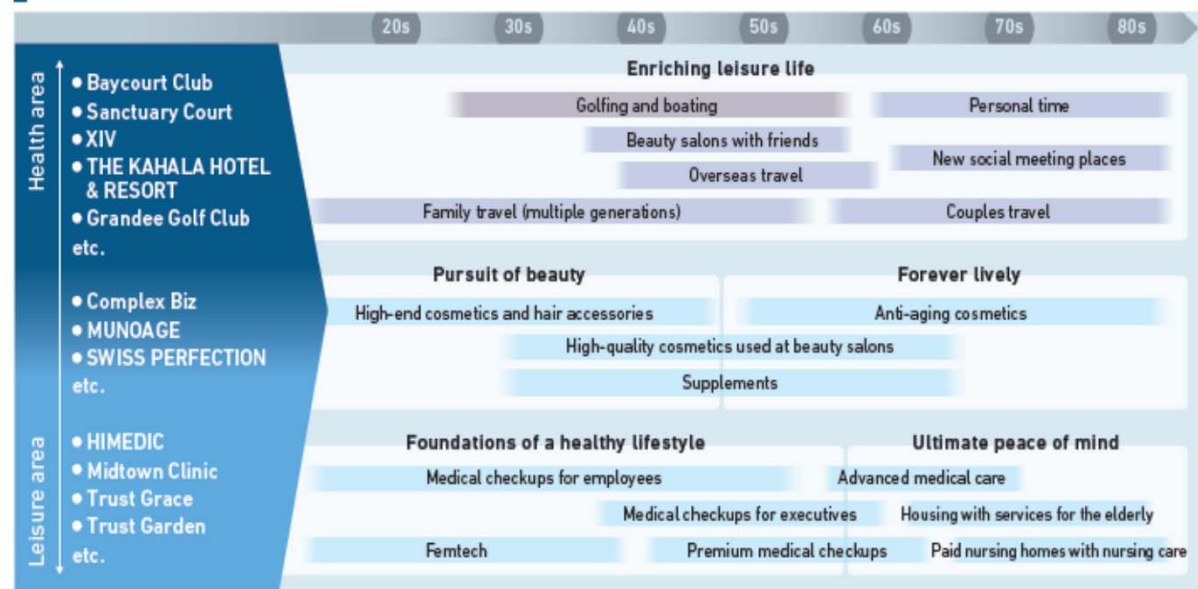 20s 30s 40s 50s 60s 70s 80s
Health area
● Baycourt Club
● Sanctuary Court
● XIV
● THE KAHALA HOTEL
& RESORT
● Grandee Golf Club
etc.
Enriching leisure life
Golfing and boating
Personal time
Beauty salons with friends
New social meeting places
Overseas travel
Family travel (multiple generations)
Couples travel
● Complex Biz
● MUNOAGE
● SWISS PERFECTION
etc.
Pursuit of beauty
Forever lively
High-end cosmetics and hair accessories
Anti-aging cosmetics
High-quality cosmetics used at beauty salons
Supplements
Leisure area
● HIMEDIC
● Midtown Clinic
● Trust Grace
● Trust Garden
etc.
Foundations of a healthy lifestyle
Ultimate peace of mind
Medical checkups for employees
Advanced medical care
Medical checkups for executives
Housing with services for the elderly
Femtech
Premium medical checkups
Paid nursing homes with nursing care